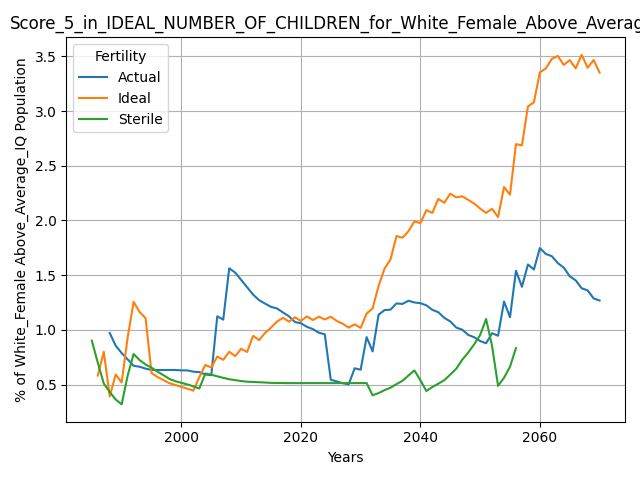 Score_5_in_IDEAL_NUMBER_OF_CHILDREN_for_White_Female_Above_Averag
Fertility
Actual
Ideal
Sterile
% of White_Female Above_Average_IQ Population
3.5
3.0
2.5
2.0
1.5
1.0
0.5
2000
2020
2040
2060
Years